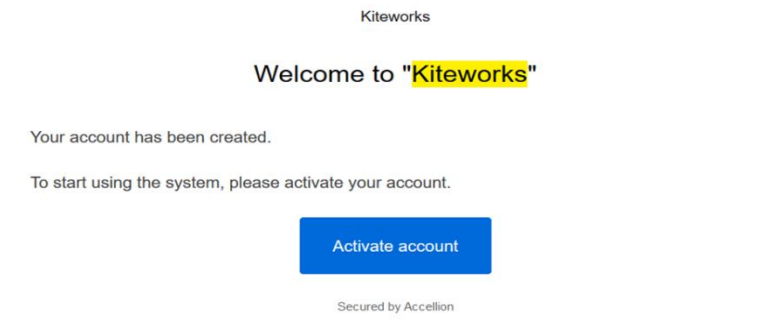 Kiteworks
Welcome to "Kiteworks"
Your account has been created.
To start using the system, please activate your account.
Activate account
Secured by Accellion